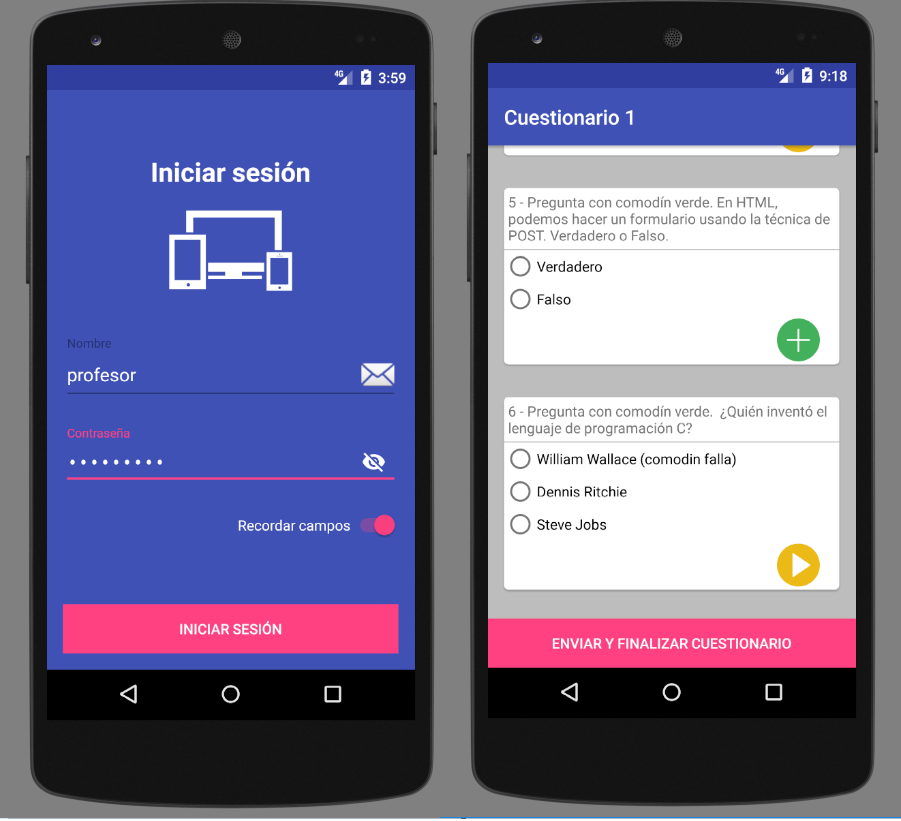 4G 3:59
Iniciar sesión
Nombre
profesor
Contraseña
Recordar campos
INICIAR SESIÓN
4G 9:18
Cuestionario 1
5 - Pregunta con comodín verde. En HTML,
podemos hacer un formulario usando la técnica de
POST. Verdadero o Falso.
Verdadero
Falso
6 - Pregunta con comodín verde.  ¿Quién inventó el
lenguaje de programación C?
William Wallace (comodin falla)
Dennis Ritchie
Steve Jobs
ENVIAR Y FINALIZAR CUESTIONARIO